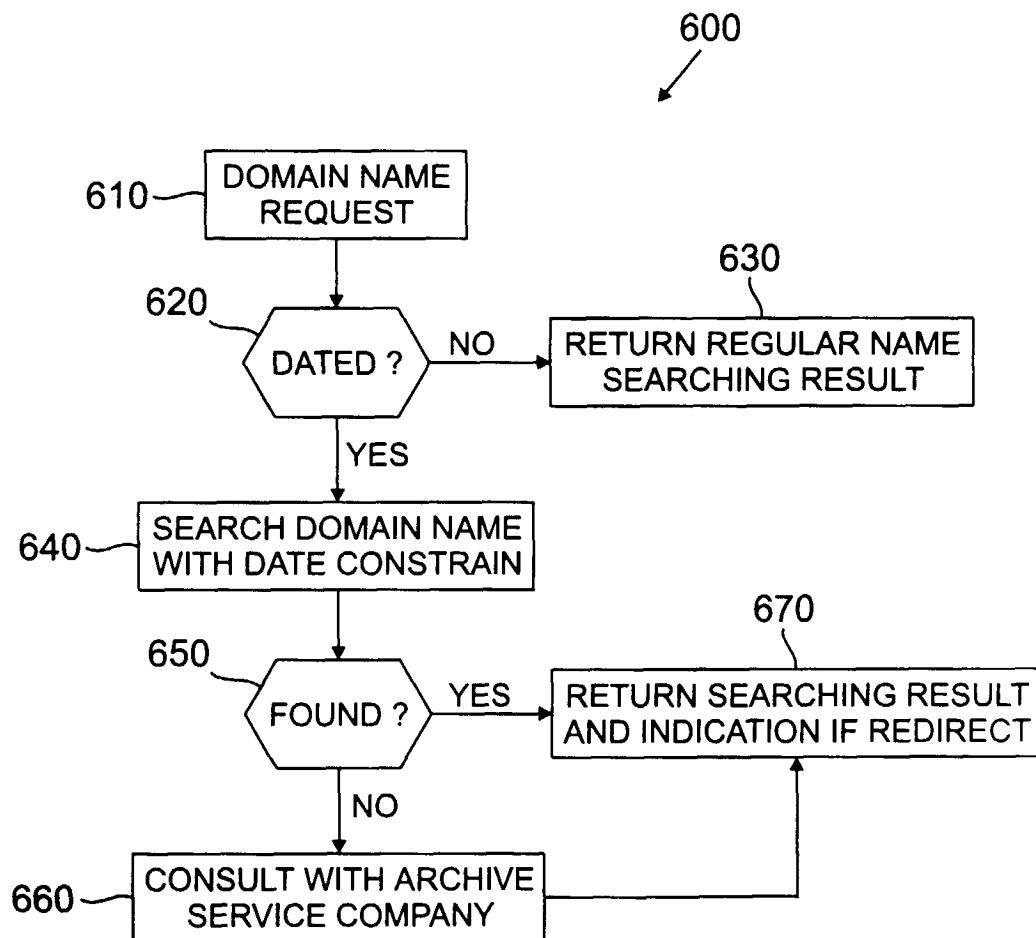 600
610
DOMAIN NAME
REQUEST
620
DATED ?
NO
630
RETURN REGULAR NAME
SEARCHING RESULT
YES
640
SEARCH DOMAIN NAME
WITH DATE CONSTRAIN
650
FOUND ?
YES
670
RETURN SEARCHING RESULT
AND INDICATION IF REDIRECT
NO
660
CONSULT WITH ARCHIVE
SERVICE COMPANY